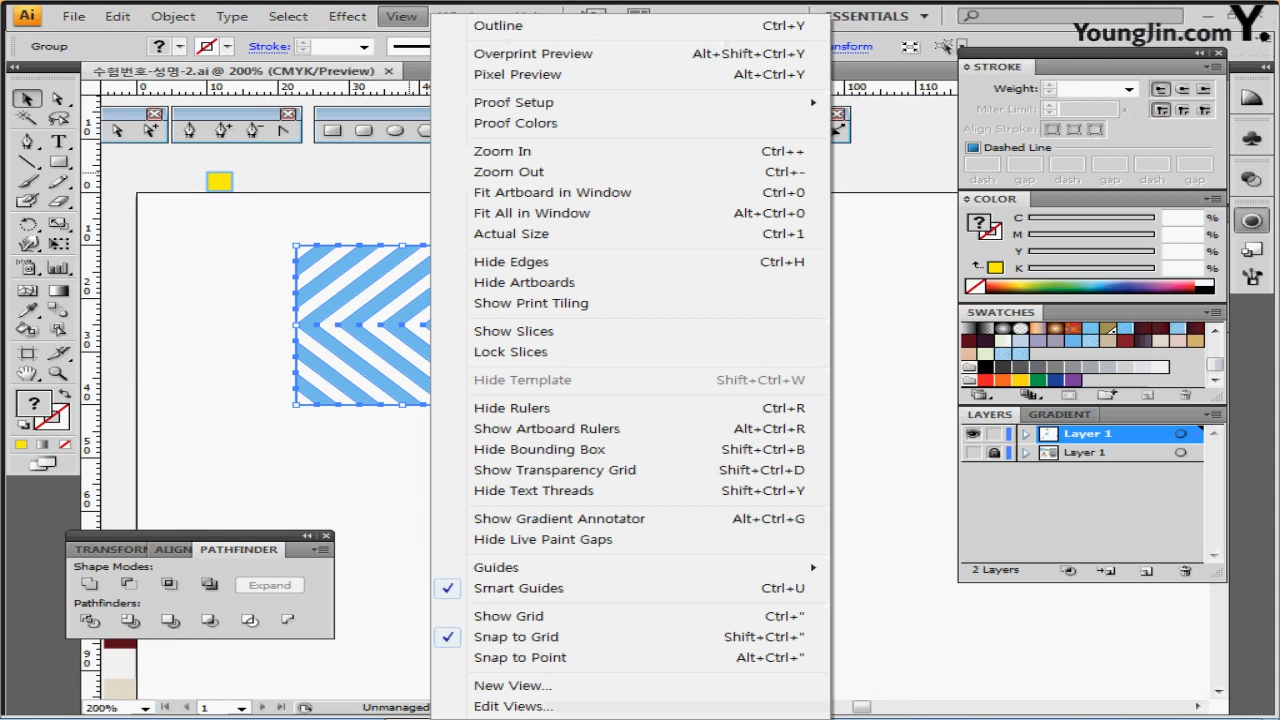 Ai File Edit Object Type Select Effect View ESSENTIALS
YoungJin.com Y.
Group ? Stroke: Transform
수험번호-성명-2.ai @ 200% (CMYK/Preview) ×
0 10 20 30 40 100 110
Outline Ctrl+Y
Overprint Preview Alt+Shift+Ctrl+Y
Pixel Preview Alt+Ctrl+Y
Proof Setup
Proof Colors
Zoom In Ctrl++
Zoom Out Ctrl+-
Fit Artboard in Window Ctrl+0
Fit All in Window Alt+Ctrl+0
Actual Size Ctrl+1
Hide Edges Ctrl+H
Hide Artboards
Show Print Tiling
Show Slices
Lock Slices
Hide Template Shift+Ctrl+W
Hide Rulers Ctrl+R
Show Artboard Rulers Alt+Ctrl+R
Hide Bounding Box Shift+Ctrl+B
Show Transparency Grid Shift+Ctrl+D
Hide Text Threads Shift+Ctrl+Y
Show Gradient Annotator Alt+Ctrl+G
Hide Live Paint Gaps
Guides
Smart Guides Ctrl+U
Show Grid Ctrl+"
Snap to Grid Shift+Ctrl+"
Snap to Point Alt+Ctrl+"
New View...
Edit Views...
STROKE
Weight:
Miter Limit: ×
Align Stroke:
Dashed Line
dash gap dash gap dash gap
COLOR
? C %
M %
Y %
K %
SWATCHES
LAYERS GRADIENT
Layer 1
Layer 1
2 Layers
TRANSFORM ALIGN PATHFINDER
Shape Modes:
Expand
Pathfinders:
200% 1 Unmanaged